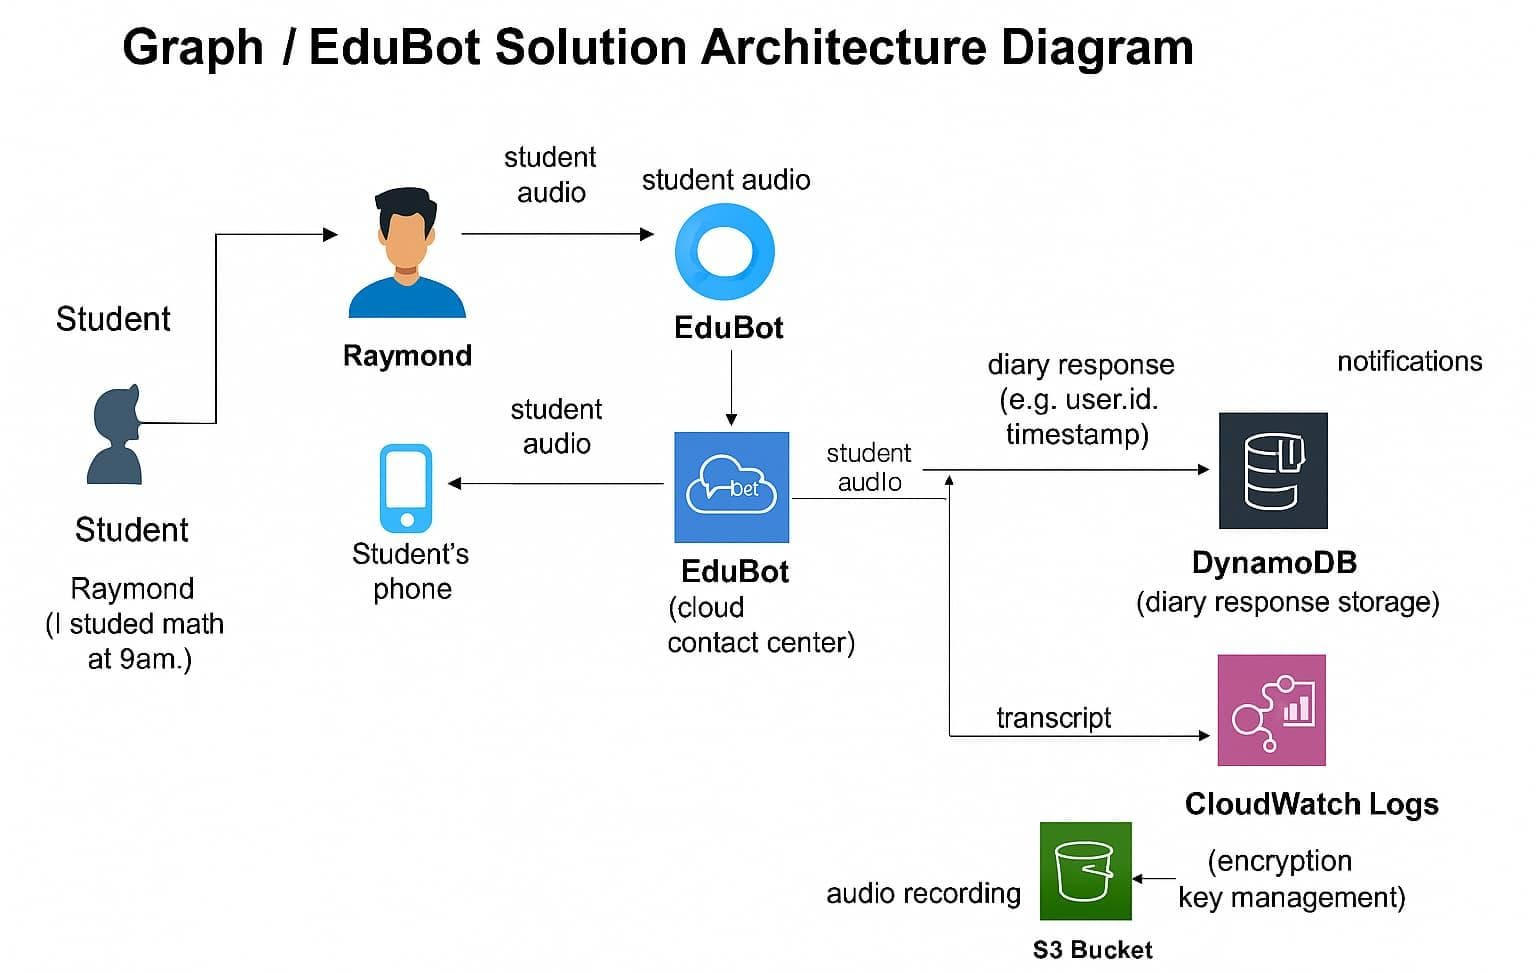 Graph / EduBot Solution Architecture Diagram
student
audio
student audio
Student
Raymond
EduBot
student
audio
diary response
(e.g. user.id.
timestamp)
notifications
student
audlo
bet
Student
Raymond
(I studed math
at 9am.)
Student's
phone
EduBot
(cloud
contact center)
DynamoDB
(diary response storage)
transcript
CloudWatch Logs
(encryption
key management)
audio recording
S3 Bucket